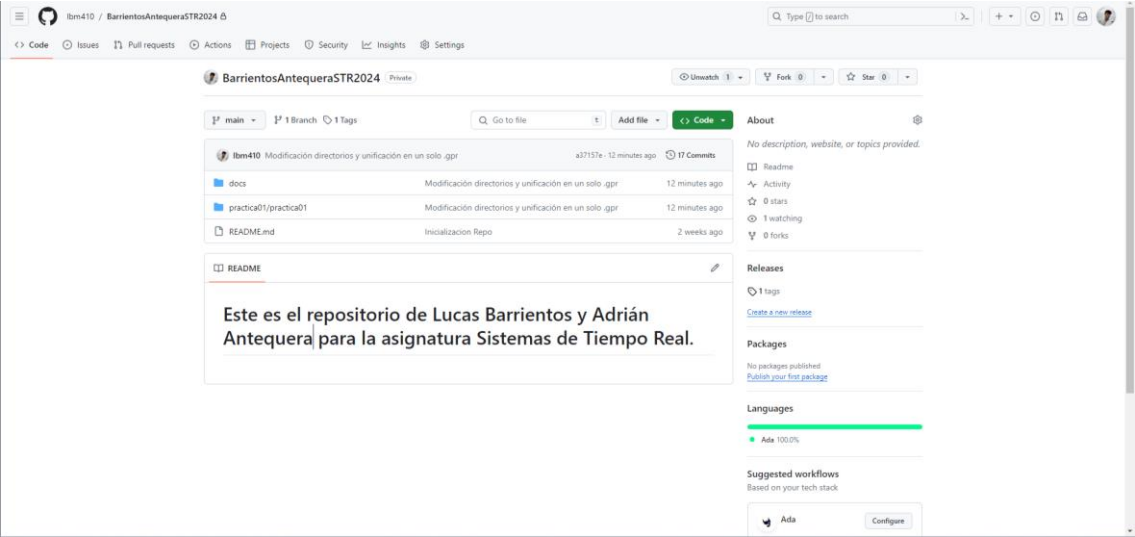 lbm410 / BarrientosAntequeraSTR2024
Type / to search
Code Issues Pull requests Actions Projects Security Insights Settings
BarrientosAntequeraSTR2024 Private
Unwatch 1 Fork 0 Star 0
main 1 Branch 1 Tags
Go to file t Add file Code
lbm410 Modificación directorios y unificación en un solo .gpr a37157e · 12 minutes ago 17 Commits
docs Modificación directorios y unificación en un solo .gpr 12 minutes ago
practica01/practica01 Modificación directorios y unificación en un solo .gpr 12 minutes ago
README.md Inicializacion Repo 2 weeks ago
README
Este es el repositorio de Lucas Barrientos y Adrián
Antequera para la asignatura Sistemas de Tiempo Real.
About
No description, website, or topics provided.
Readme
Activity
0 stars
1 watching
0 forks
Releases
1 tags
Create a new release
Packages
No packages published
Publish your first package
Languages
Ada 100.0%
Suggested workflows
Based on your tech stack
Ada Configure